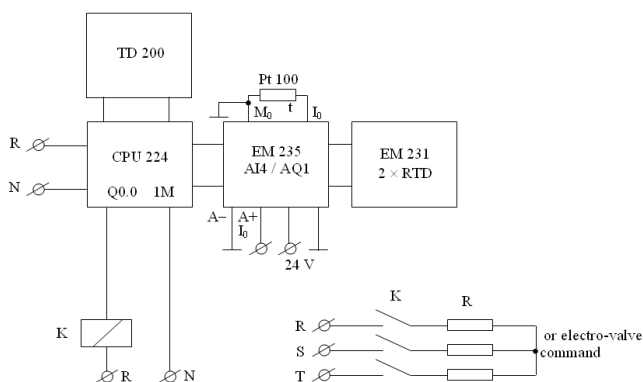 TD 200
Pt 100
t
M₀
I₀
R
CPU 224
EM 235
AI4 / AQ1
EM 231
2 × RTD
N
Q0.0 1M
A− A+
I₀
24 V
K
R
N
K
R
R
S
T
or electro-valve
command